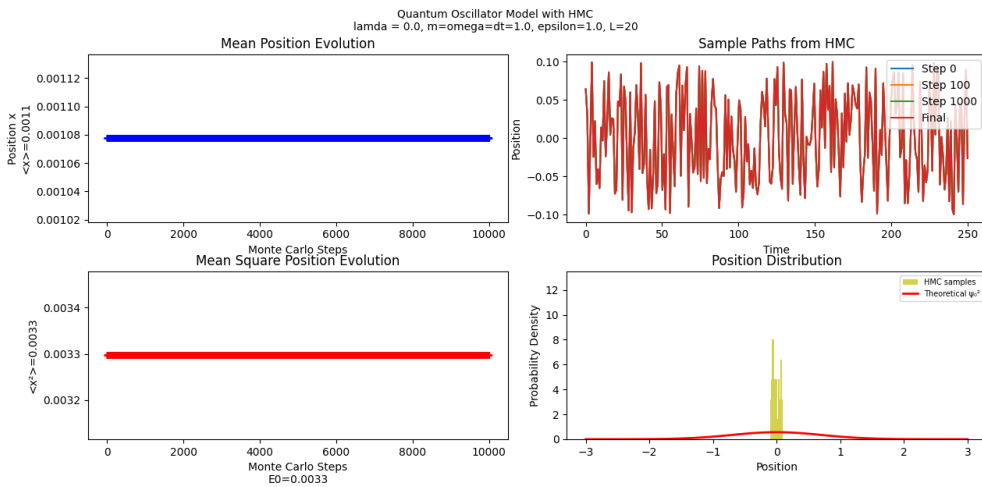 Quantum Oscillator Model with HMC
lamda = 0.0, m=omega=dt=1.0, epsilon=1.0, L=20
Mean Position Evolution
Position x
<x>=0.0011
0.00112
0.00110
0.00108
0.00106
0.00104
0.00102
0
2000
4000
6000
8000
10000
Monte Carlo Steps
Sample Paths from HMC
Position
0.10
0.05
0.00
−0.05
−0.10
Step 0
Step 100
Step 1000
Final
0
50
100
150
200
250
Time
Mean Square Position Evolution
<x²>=0.0033
0.0034
0.0033
0.0032
0
2000
4000
6000
8000
10000
Monte Carlo Steps
E0=0.0033
Position Distribution
Probability Density
12
10
8
6
4
2
0
HMC samples
Theoretical ψ₀²
−3
−2
−1
0
1
2
3
Position